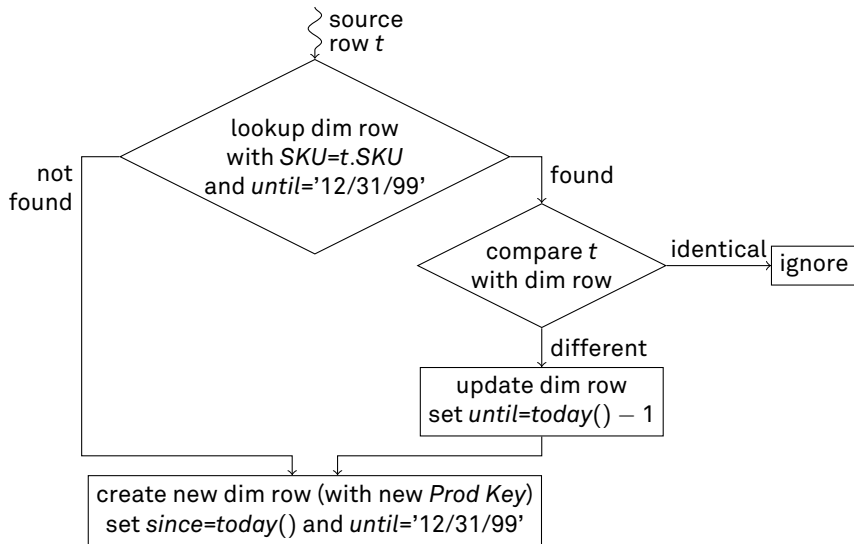 source
row t
lookup dim row
with SKU=t.SKU
and until='12/31/99'
not
found
found
compare t
with dim row
identical
ignore
different
update dim row
set until=today() − 1
create new dim row (with new Prod Key)
set since=today() and until='12/31/99'